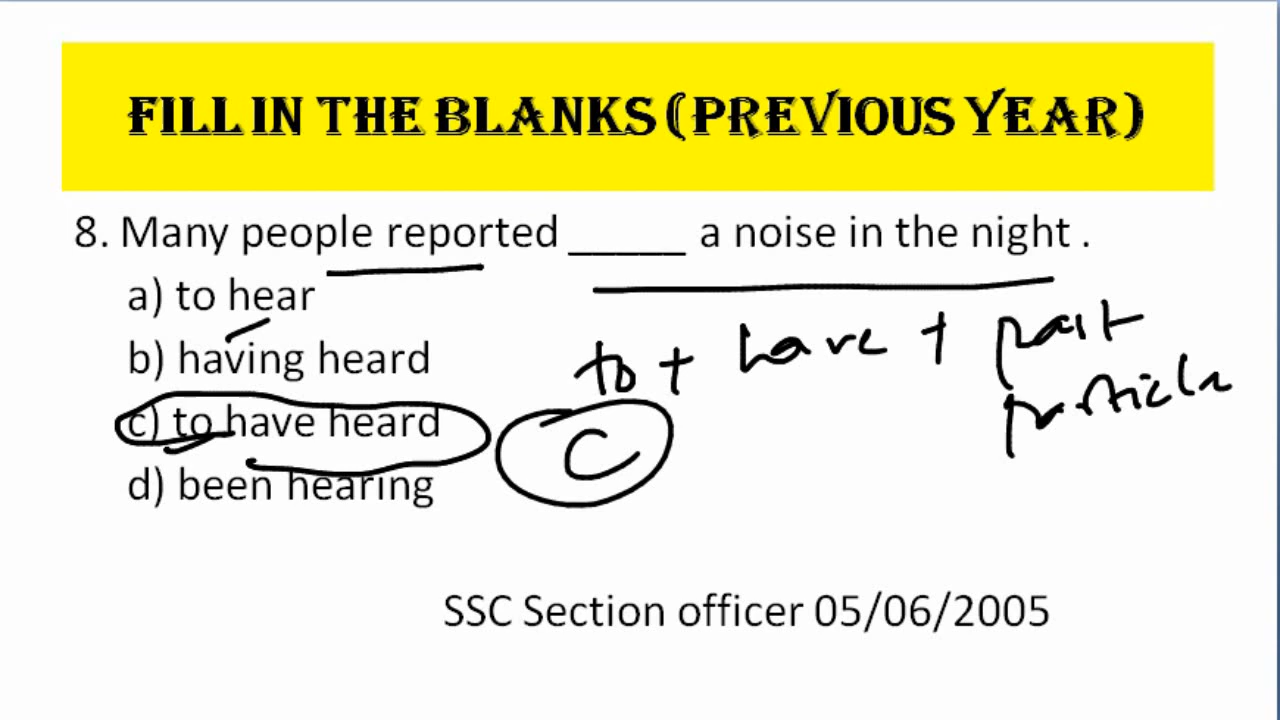 FILL IN THE BLANKS (PREVIOUS YEAR)
8. Many people reported _____ a noise in the night .
a) to hear
b) having heard
c) to have heard
d) been hearing
to + have + past
participle
C
SSC Section officer 05/06/2005